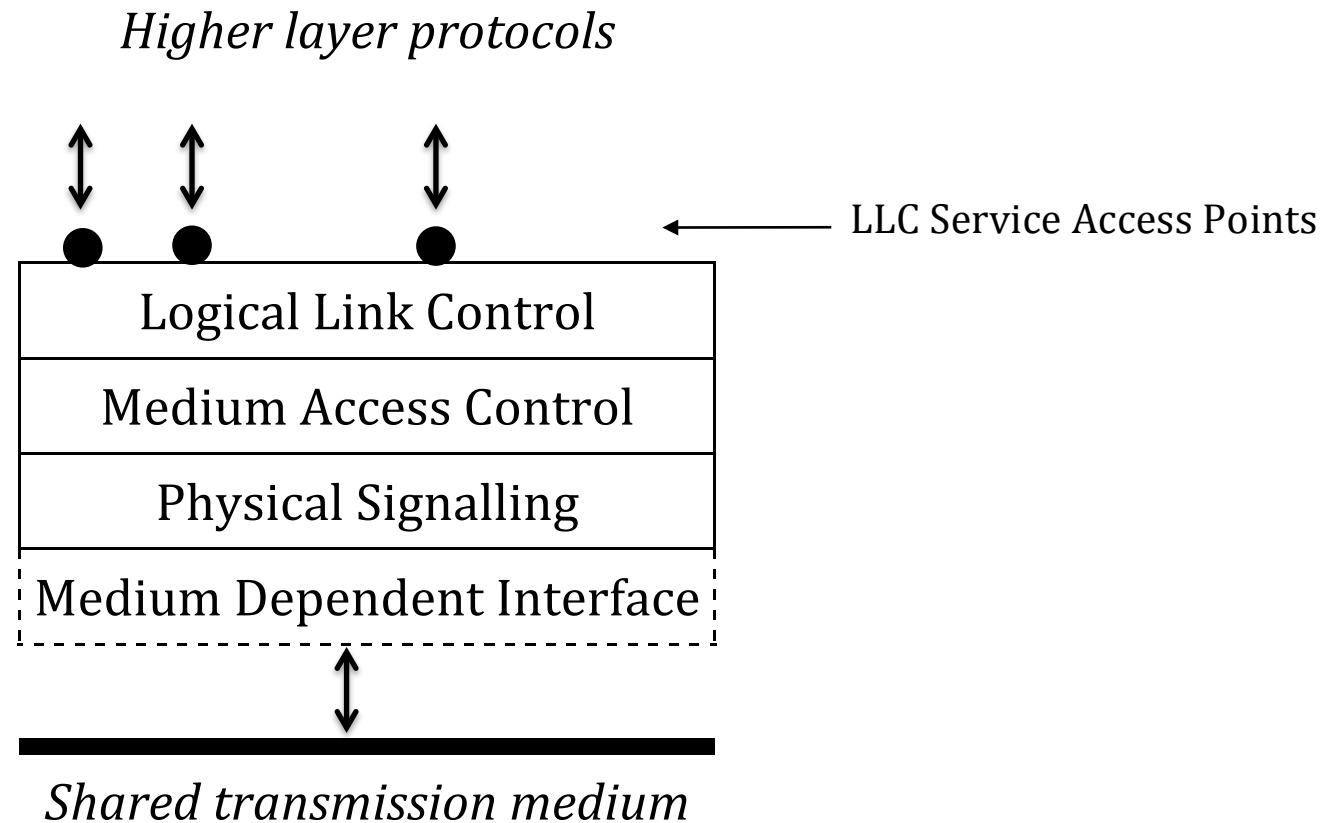 Higher layer protocols
LLC Service Access Points
Logical Link Control
Medium Access Control
Physical Signalling
Medium Dependent Interface
Shared transmission medium